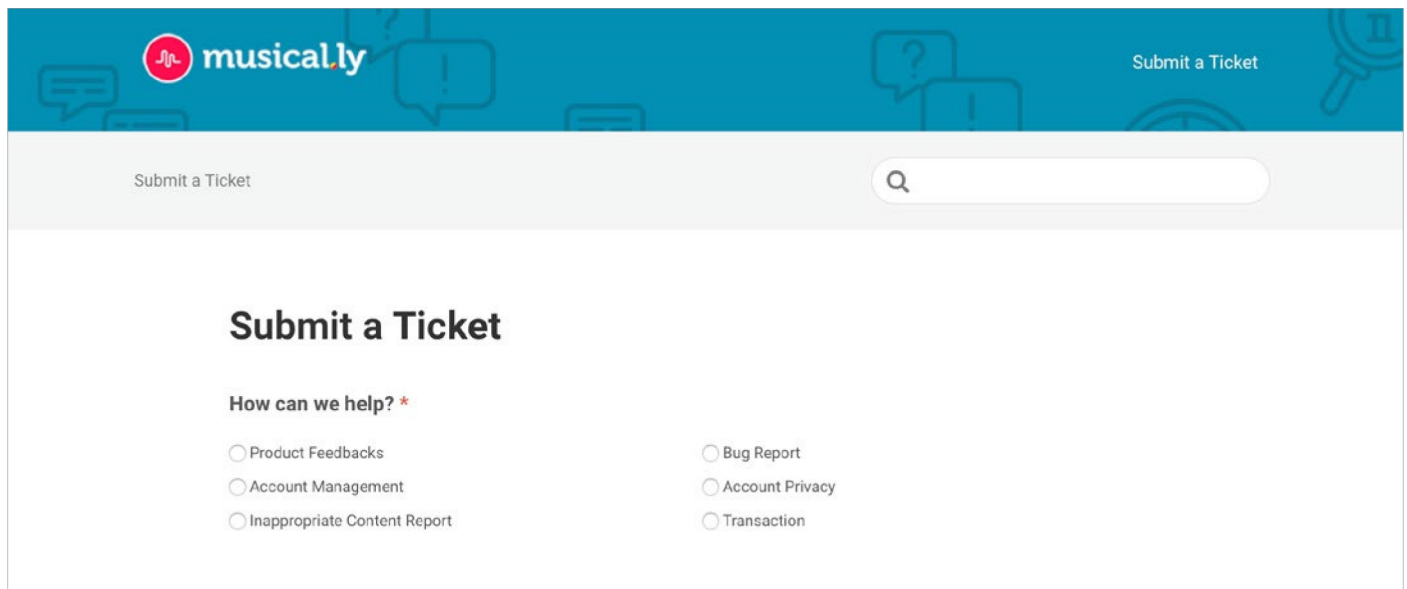 musical.ly
Submit a Ticket
Submit a Ticket
Submit a Ticket
How can we help? *
Product Feedbacks
Bug Report
Account Management
Account Privacy
Inappropriate Content Report
Transaction